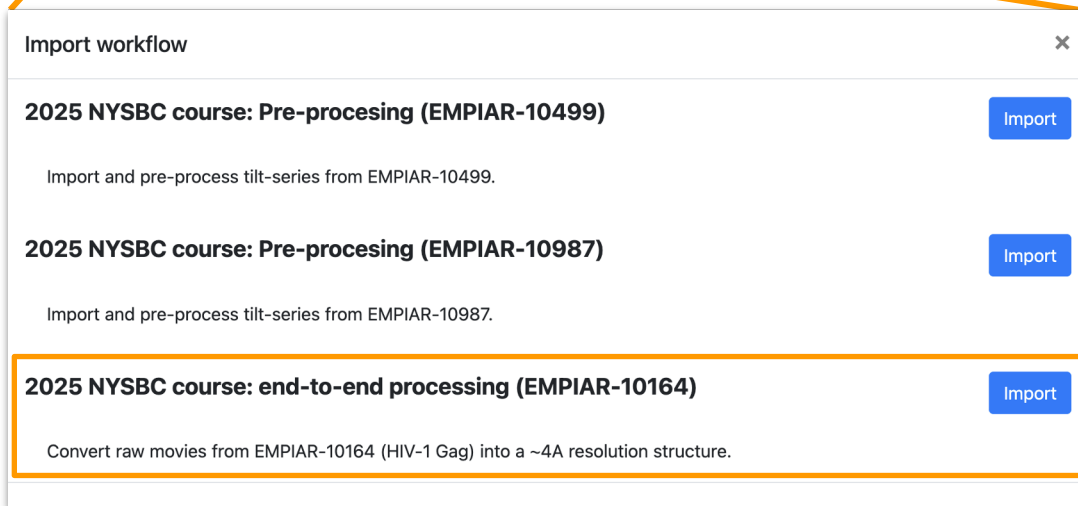 Import workflow
×
2025 NYSBC course: Pre-procesing (EMPIAR-10499)
Import
Import and pre-process tilt-series from EMPIAR-10499.
2025 NYSBC course: Pre-procesing (EMPIAR-10987)
Import
Import and pre-process tilt-series from EMPIAR-10987.
2025 NYSBC course: end-to-end processing (EMPIAR-10164)
Import
Convert raw movies from EMPIAR-10164 (HIV-1 Gag) into a ~4A resolution structure.